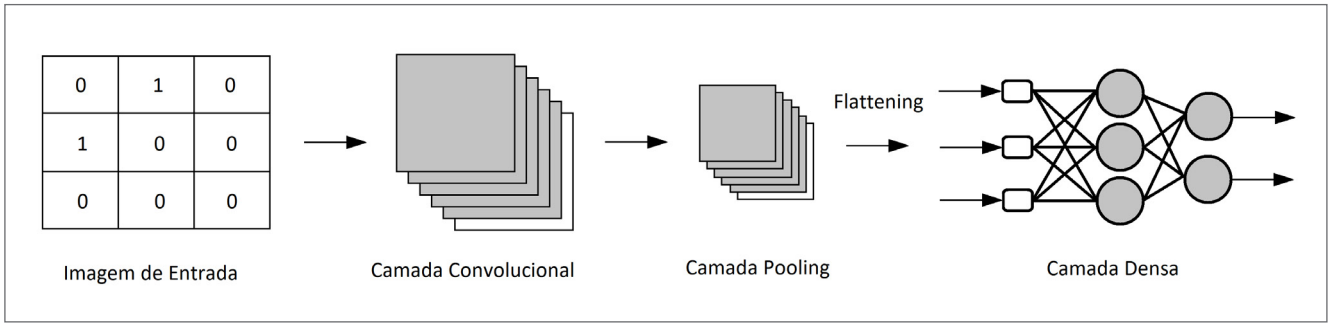 0 1 0
1 0 0
0 0 0
Imagem de Entrada
Camada Convolucional
Camada Pooling
Flattening
Camada Densa